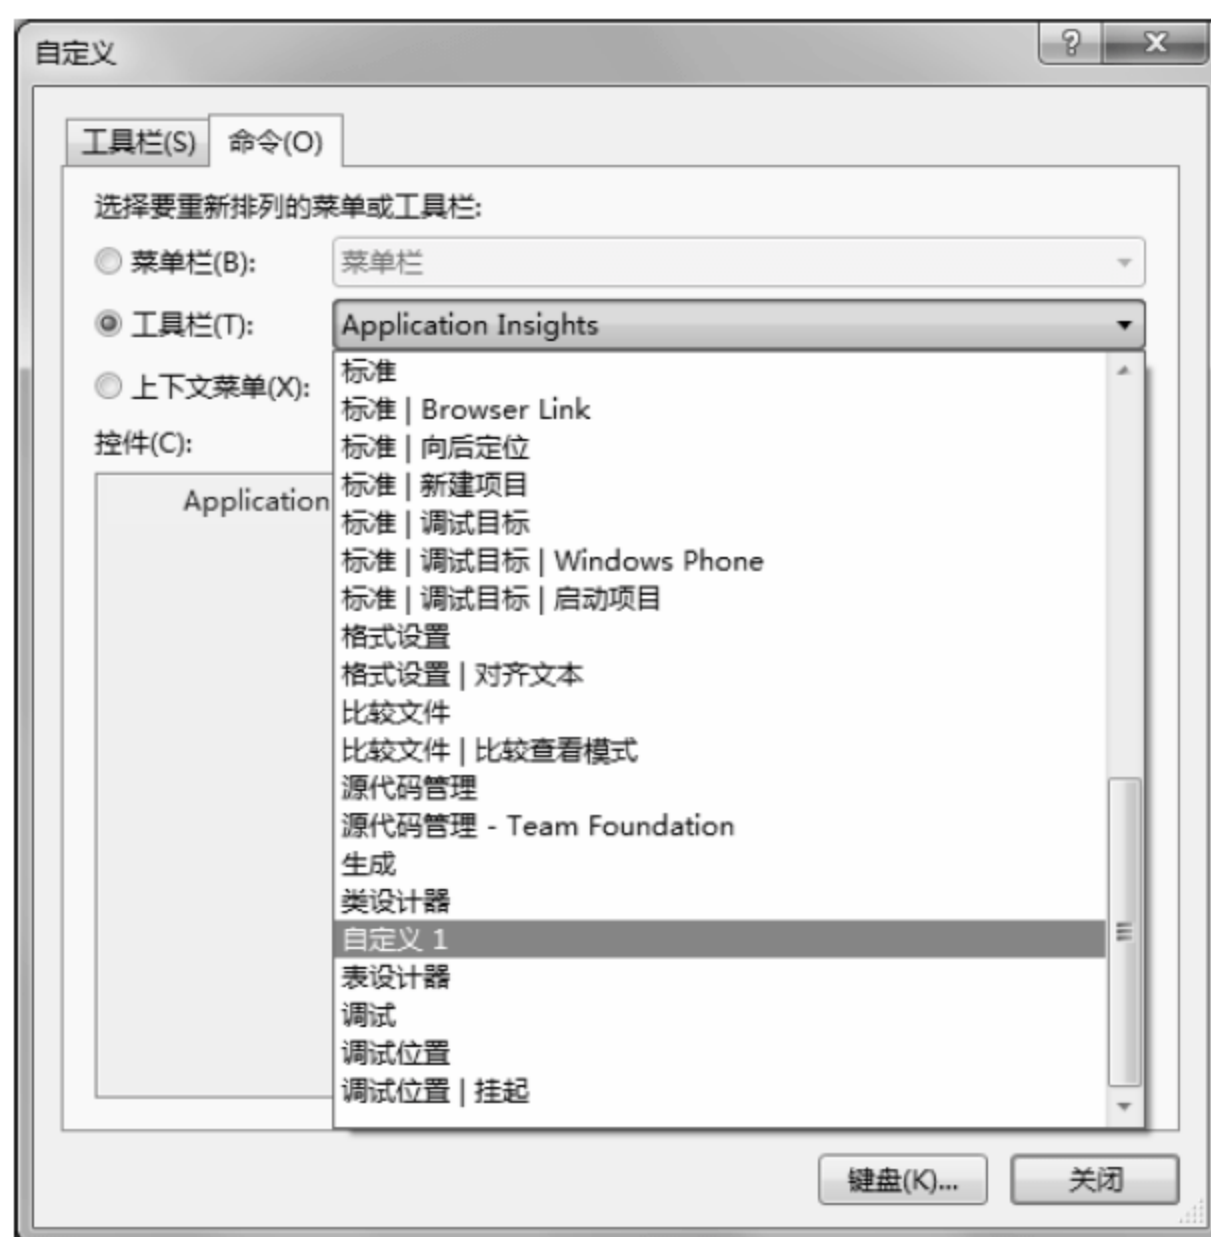 自定义
工具栏(S) 命令(O)
选择要重新排列的菜单或工具栏:
菜单栏(B): 菜单栏
工具栏(T): Application Insights
上下文菜单(X):
控件(C):
Application
标准
标准 | Browser Link
标准 | 向后定位
标准 | 新建项目
标准 | 调试目标
标准 | 调试目标 | Windows Phone
标准 | 调试目标 | 启动项目
格式设置
格式设置 | 对齐文本
比较文件
比较文件 | 比较查看模式
源代码管理
源代码管理 - Team Foundation
生成
类设计器
自定义 1
表设计器
调试
调试位置
调试位置 | 挂起
键盘(K)... 关闭